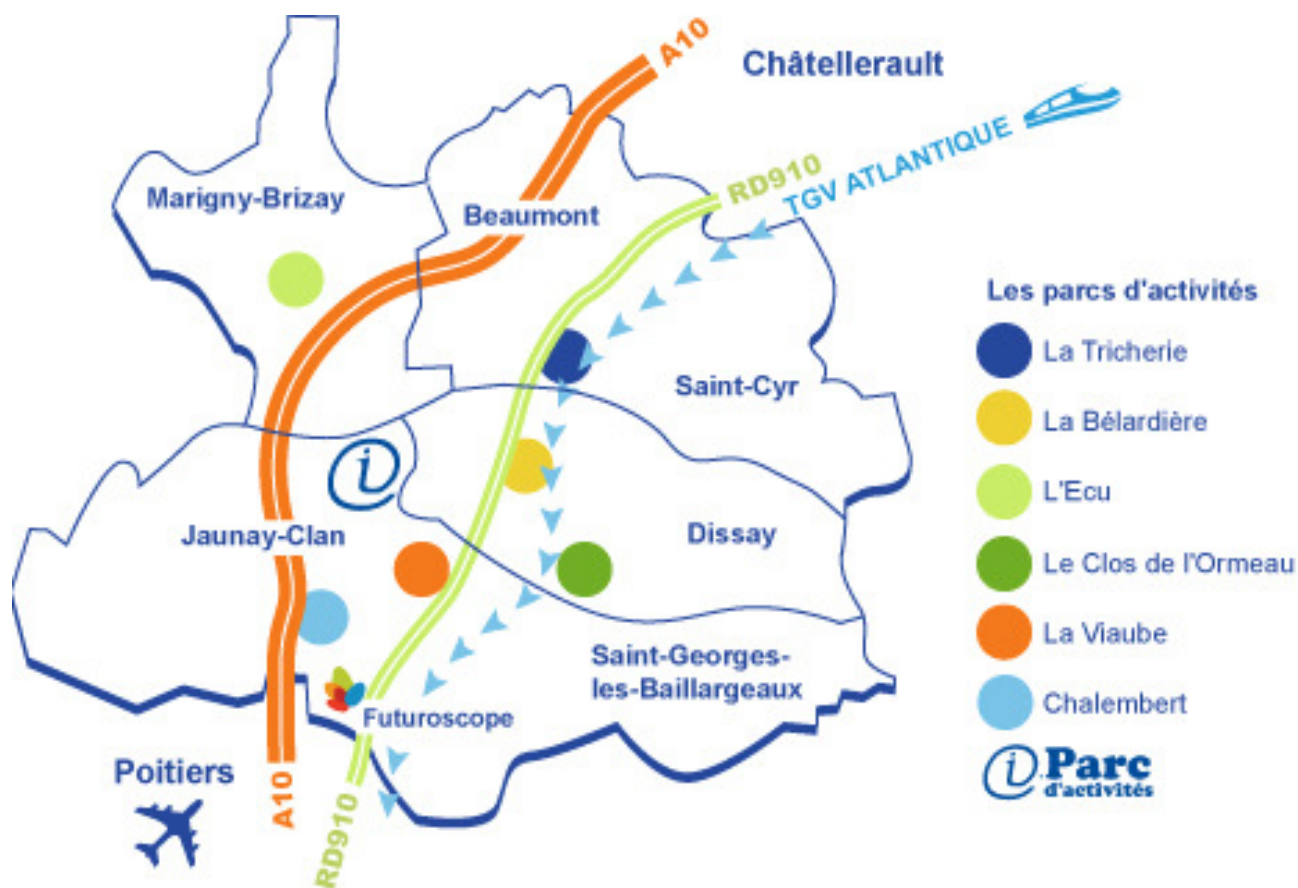 A10
Châtellerault
TGV ATLANTIQUE
RD910
Marigny-Brizay
Beaumont
Saint-Cyr
Jaunay-Clan
Dissay
Saint-Georges-
les-Baillargeaux
Futuroscope
Poitiers
A10
RD910
i
Les parcs d'activités
La Tricherie
La Bélardière
L'Ecu
Le Clos de l'Ormeau
La Viaube
Chalembert
i Parc
d'activités